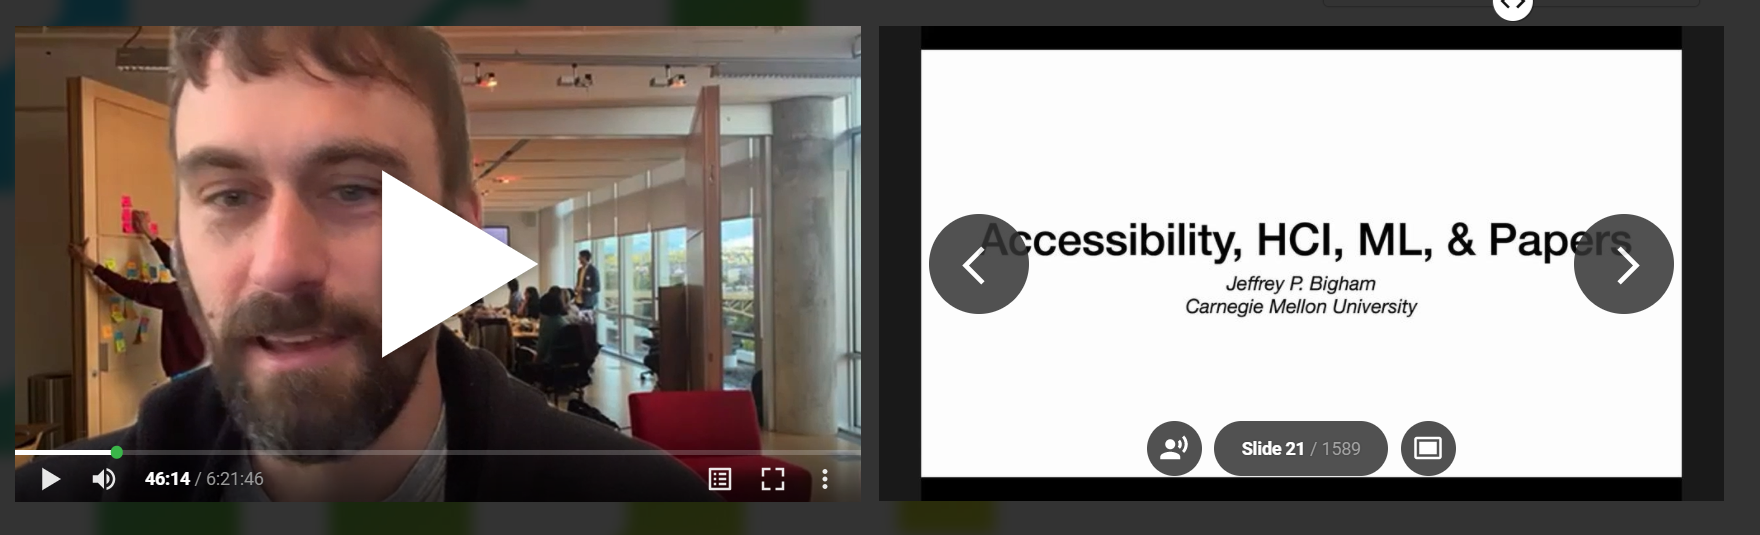 46:14 / 6:21:46
Accessibility, HCI, ML, & Papers
Jeffrey P. Bigham
Carnegie Mellon University
Slide 21 / 1589